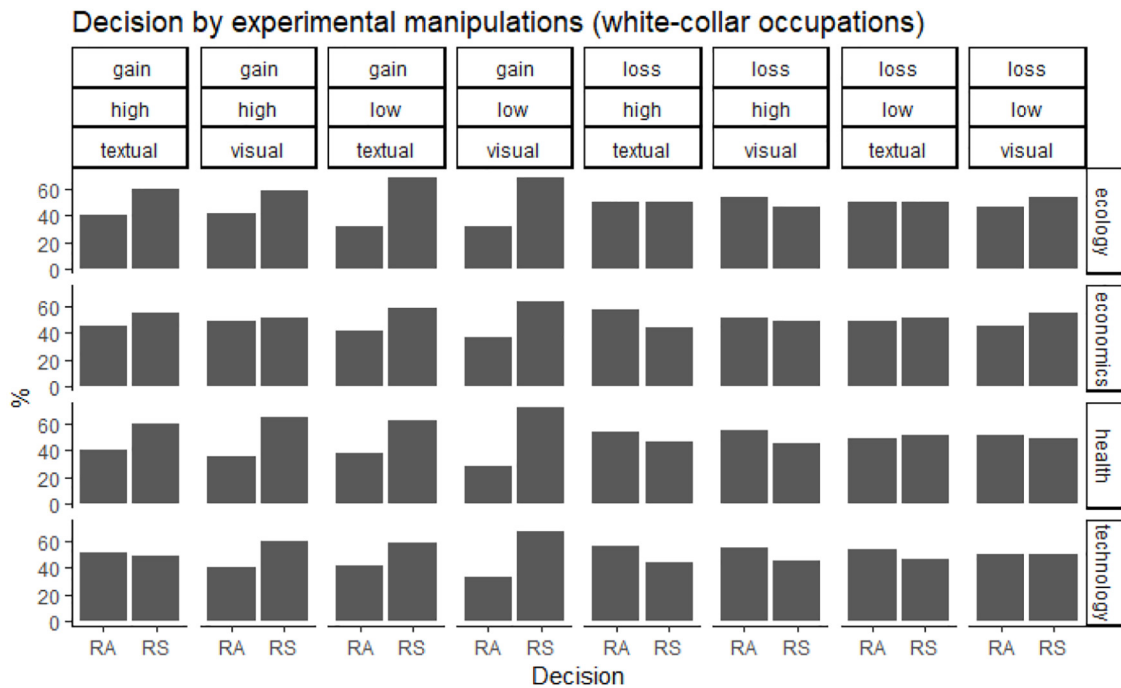 Decision by experimental manipulations (white-collar occupations)
gain gain gain gain loss loss loss loss
high high low low high high low low
textual visual textual visual textual visual textual visual
60
40
20
0
ecology
60
40
20
0
economics
%
60
40
20
0
health
60
40
20
0
technology
RA RS RA RS RA RS RA RS RA RS RA RS RA RS RA RS
Decision